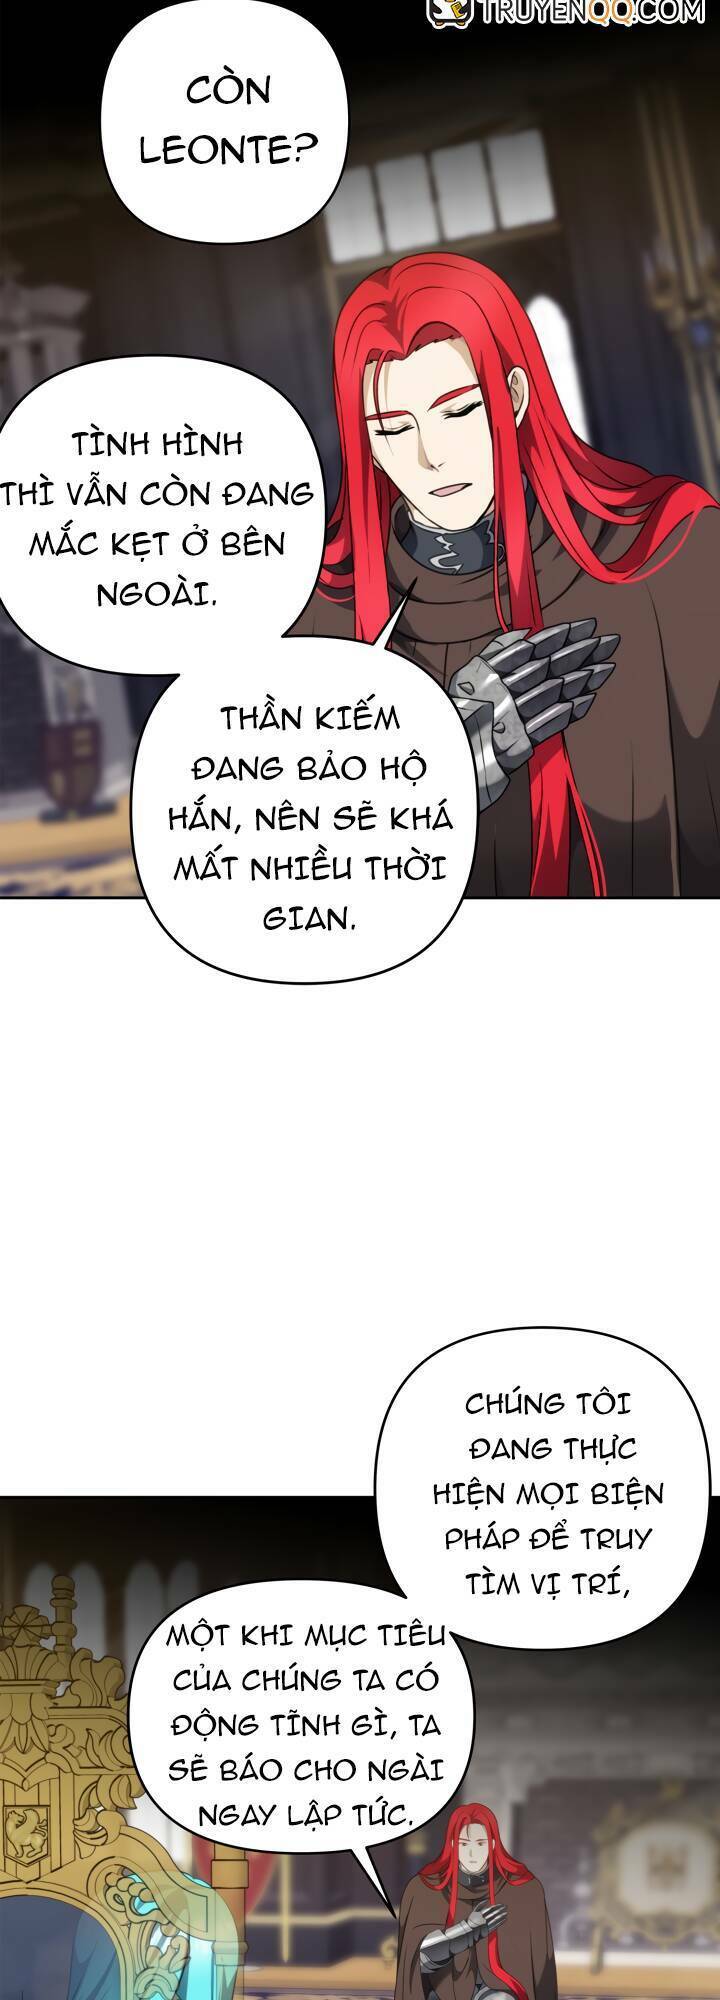 TRUYENQQ.COM
CÒN
LEONTE?
TÌNH HÌNH
THÌ VẪN CÒN ĐANG
MẮC KẸT Ở BÊN
NGOÀI.
THẦN KIẾM
ĐANG BẢO HỘ
HẮN, NÊN SẼ KHÁ
MẤT NHIỀU THỜI
GIAN.
CHÚNG TÔI
ĐANG THỰC
HIỆN MỌI BIỆN
PHÁP ĐỂ TRUY
TÌM VỊ TRÍ,
MỘT KHI MỤC TIÊU
CỦA CHÚNG TA CÓ
ĐỘNG TĨNH GÌ, TA
SẼ BÁO CHO NGÀI
NGAY LẬP TỨC.